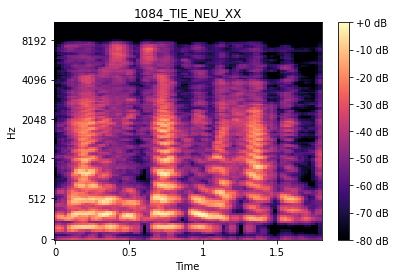 1084_TIE_NEU_XX
8192
4096
2048
1024
512
0
Hz
0
0.5
1
1.5
Time
+0 dB
-10 dB
-20 dB
-30 dB
-40 dB
-50 dB
-60 dB
-70 dB
-80 dB